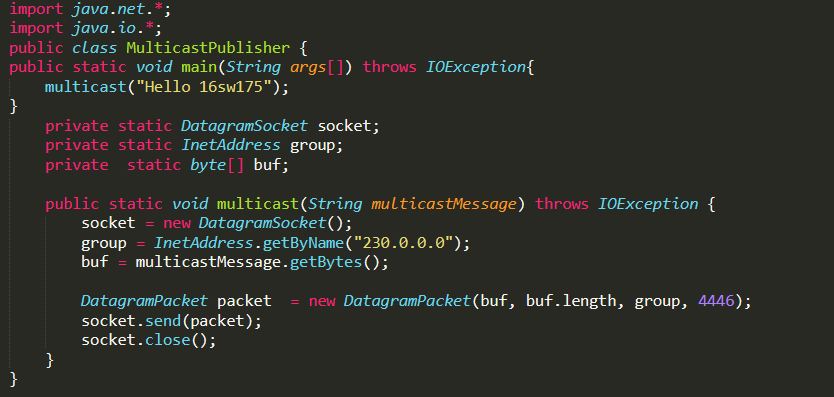 import java.net.*;
import java.io.*;
public class MulticastPublisher {
public static void main(String args[]) throws IOException{
    multicast("Hello 16sw175");
}
    private static DatagramSocket socket;
    private static InetAddress group;
    private  static byte[] buf;

    public static void multicast(String multicastMessage) throws IOException {
        socket = new DatagramSocket();
        group = InetAddress.getByName("230.0.0.0");
        buf = multicastMessage.getBytes();

        DatagramPacket packet  = new DatagramPacket(buf, buf.length, group, 4446);
        socket.send(packet);
        socket.close();
    }
}